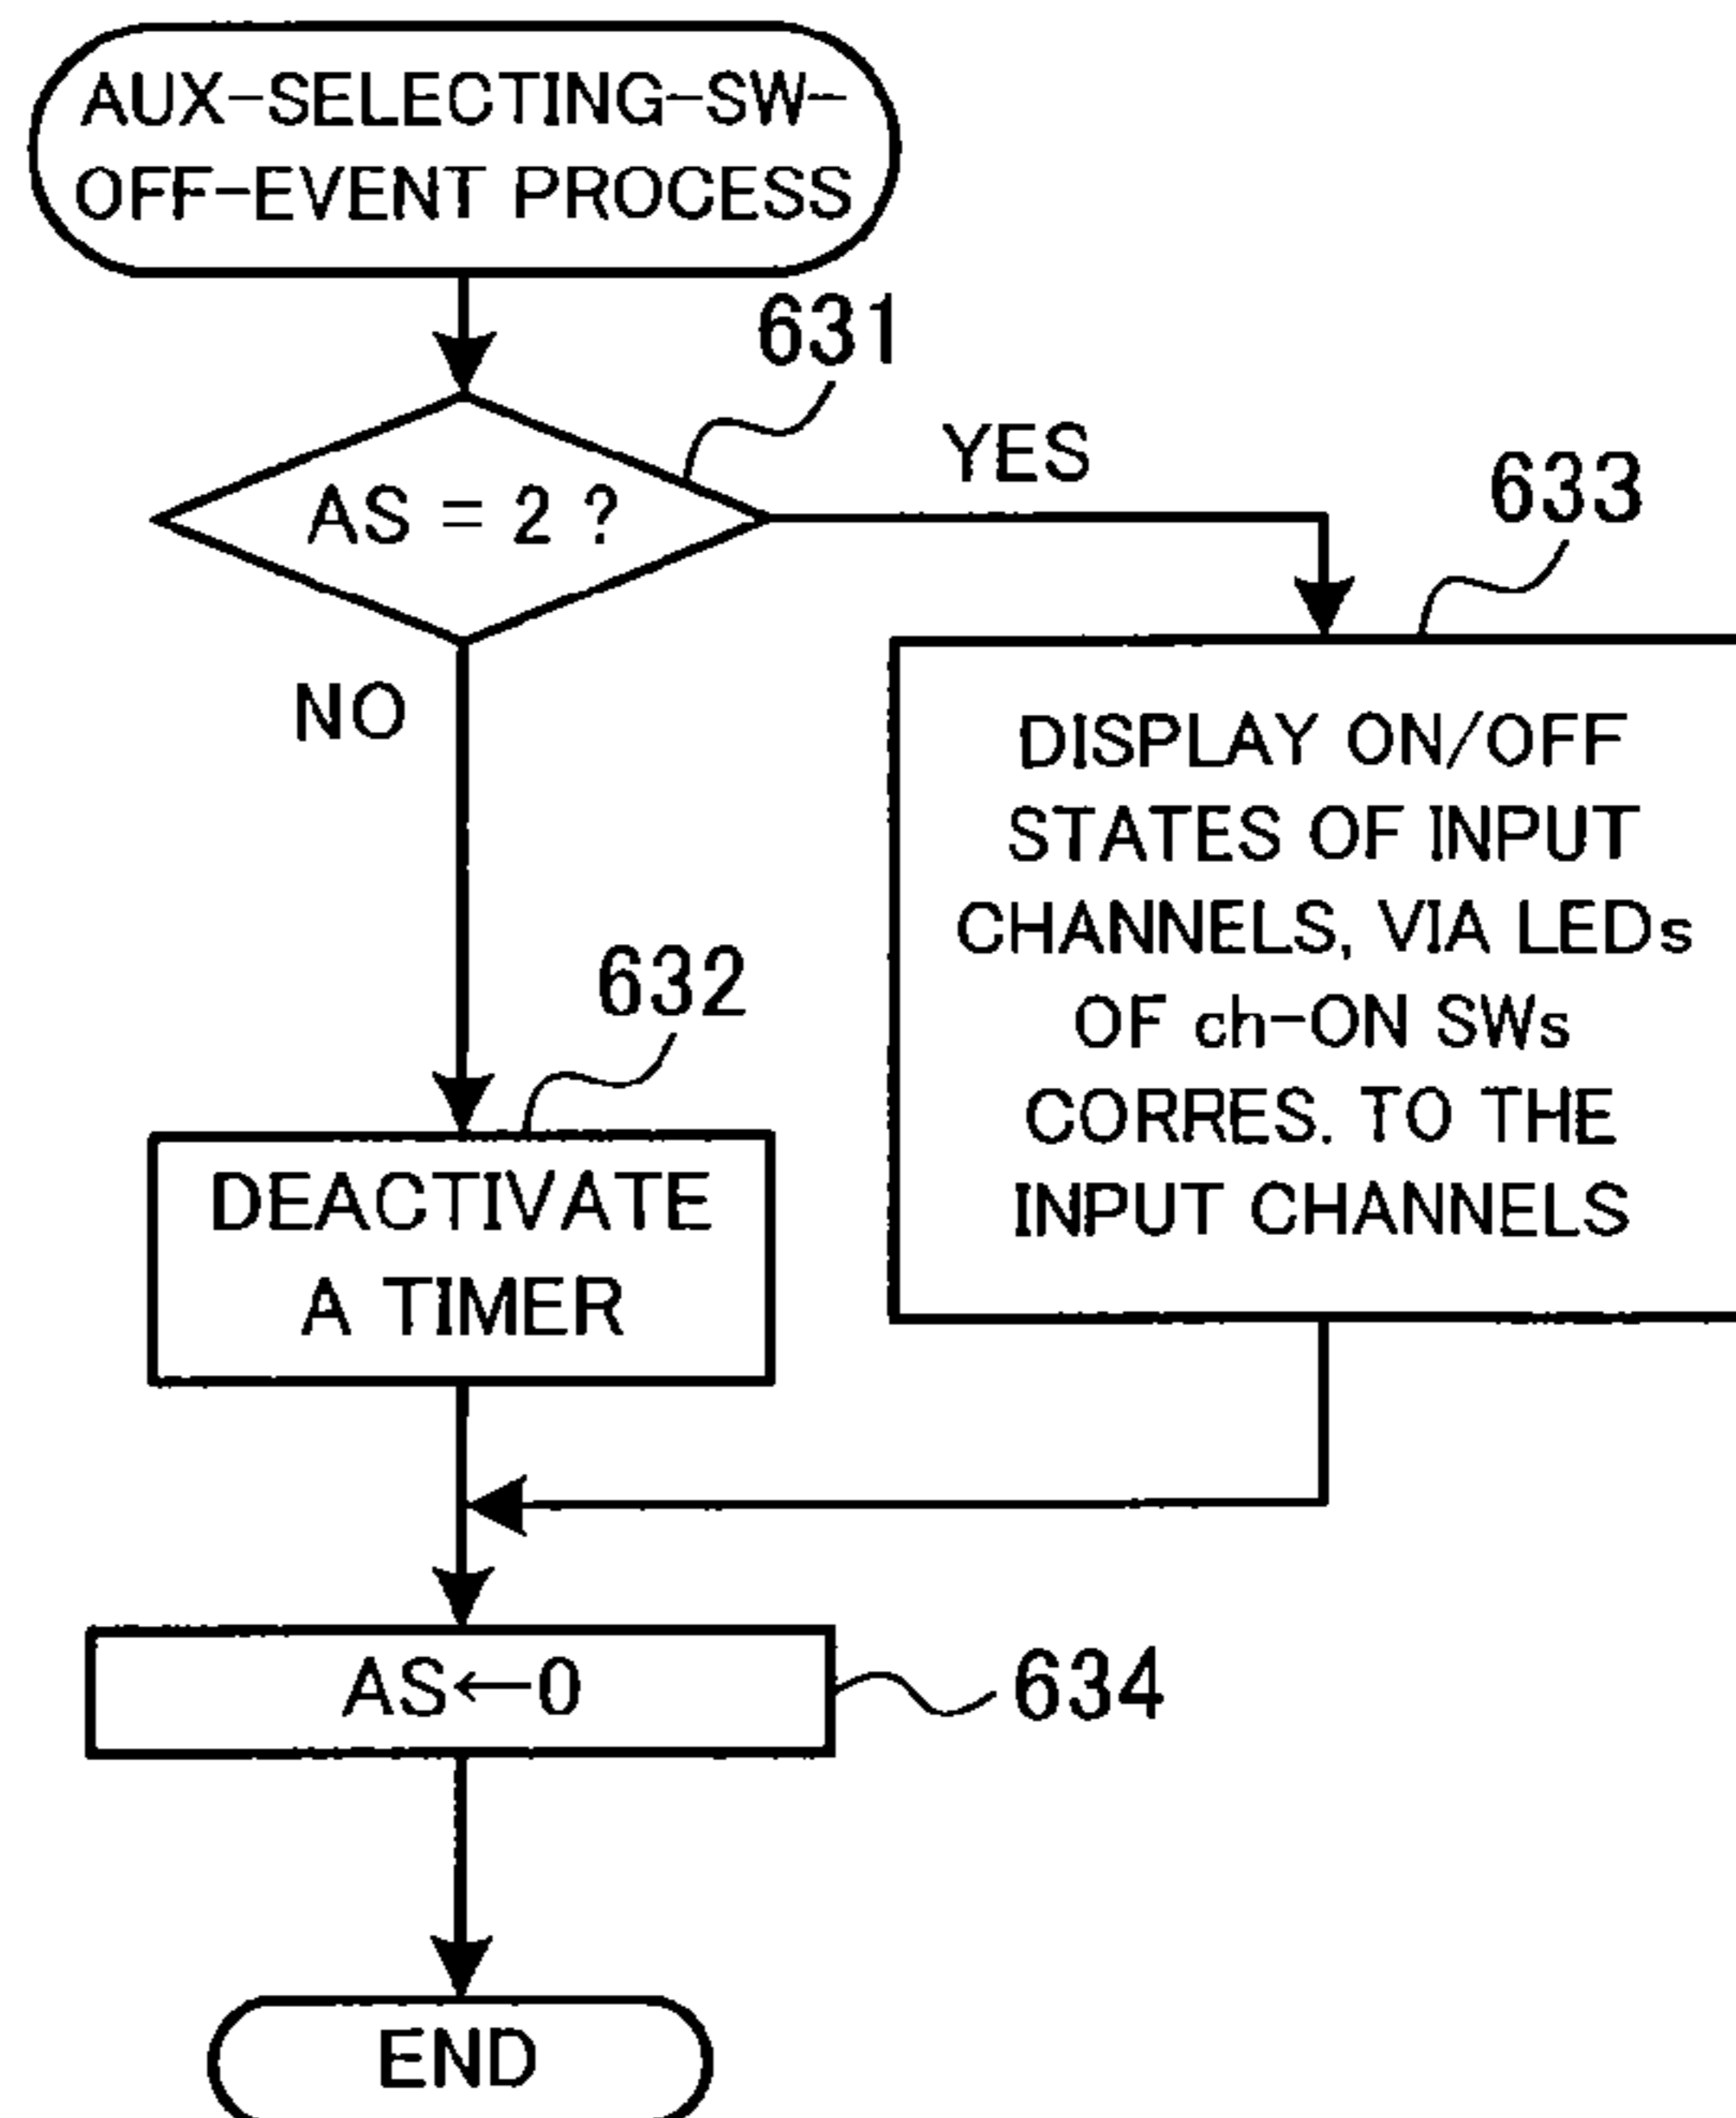 AUX-SELECTING-SW-
OFF-EVENT PROCESS
631
AS = 2 ?
YES
NO
633
DISPLAY ON/OFF
STATES OF INPUT
CHANNELS, VIA LEDs
OF ch-ON SWs
CORRES. TO THE
INPUT CHANNELS
632
DEACTIVATE
A TIMER
AS←0
634
END